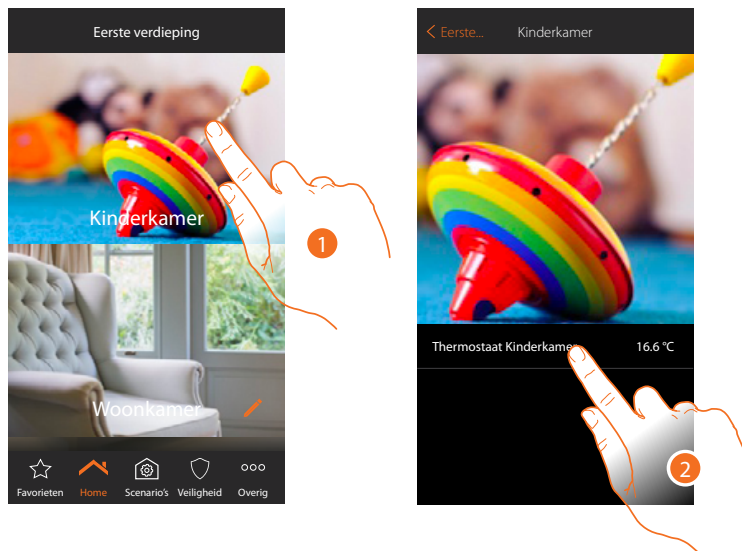 Eerste verdieping
Kinderkamer
1
Woonkamer
Favorieten Home Scenario's Veiligheid Overig
Eerste... Kinderkamer
Thermostaat Kinderkamer 16.6 °C
2